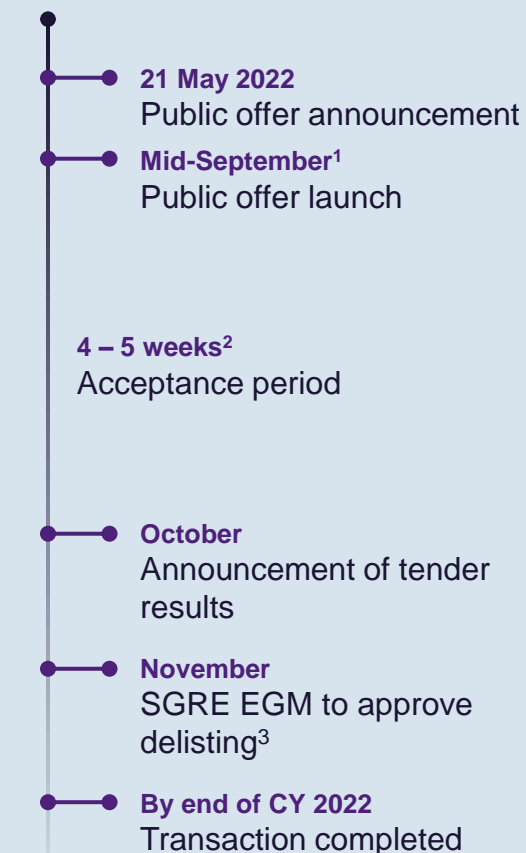 21 May 2022
Public offer announcement
Mid-September¹
Public offer launch
4 – 5 weeks²
Acceptance period
October
Announcement of tender
results
November
SGRE EGM to approve
delisting³
By end of CY 2022
Transaction completed